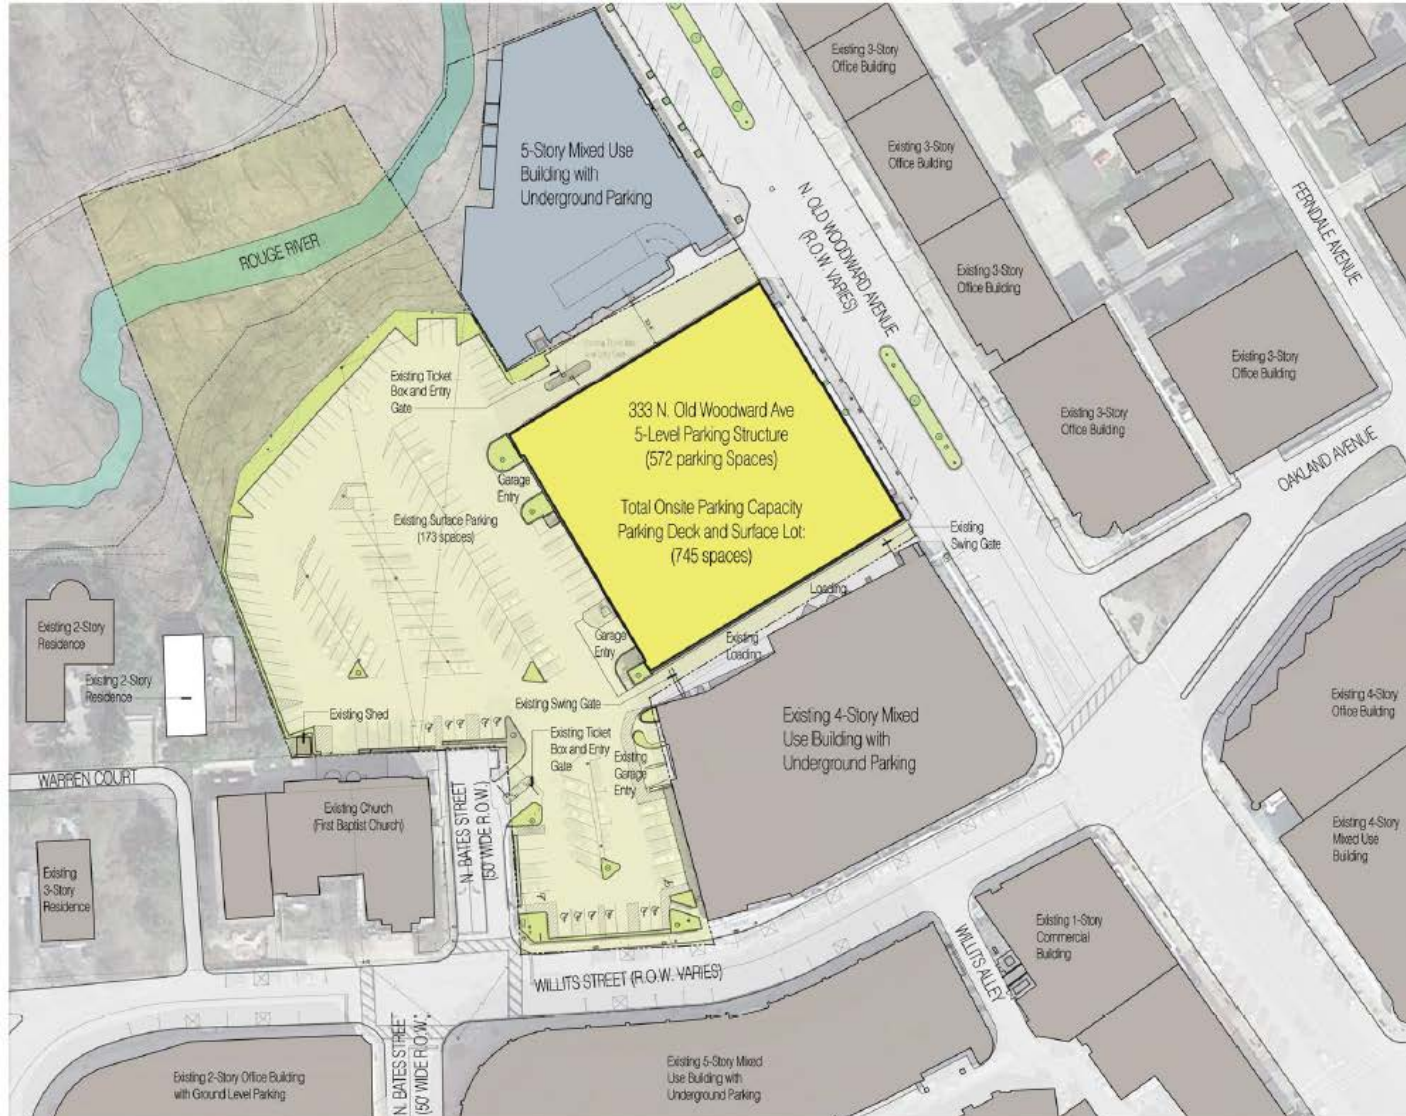 Existing 3-Story
Office Building
5-Story Mixed Use
Building with
Underground Parking
Existing 3-Story
Office Building
N. OLD WOODWARD AVENUE
(R.O.W. VARIES)
FERNDALE AVENUE
ROUGE RIVER
Existing 3-Story
Office Building
Existing 3-Story
Office Building
Existing Ticket
Box and Entry
Gate
333 N. Old Woodward Ave
5-Level Parking Structure
(572 parking Spaces)
Total Onsite Parking Capacity
Parking Deck and Surface Lot:
(745 spaces)
Existing 3-Story
Office Building
OAKLAND AVENUE
Garage
Entry
Existing Surface Parking
(173 spaces)
Existing
Swing Gate
Loading
Existing 2-Story
Residence
Garage
Entry
Existing
Loading
Existing 2-Story
Residence
Existing Shed
Existing Swing Gate
Existing 4-Story Mixed
Use Building with
Underground Parking
Existing 4-Story
Office Building
Existing Ticket
Box and Entry
Gate
Existing
Garage
Entry
WARREN COURT
Existing Church
(First Baptist Church)
N. BATES STREET
(50' WIDE R.O.W.)
Existing 4-Story
Mixed Use
Building
Existing
3-Story
Residence
Existing 1-Story
Commercial
Building
WILLITS ALLEY
WILLITS STREET (R.O.W. VARIES)
N. BATES STREET
(50' WIDE R.O.W.)
Existing 2-Story Office Building
with Ground Level Parking
Existing 5-Story Mixed
Use Building with
Underground Parking